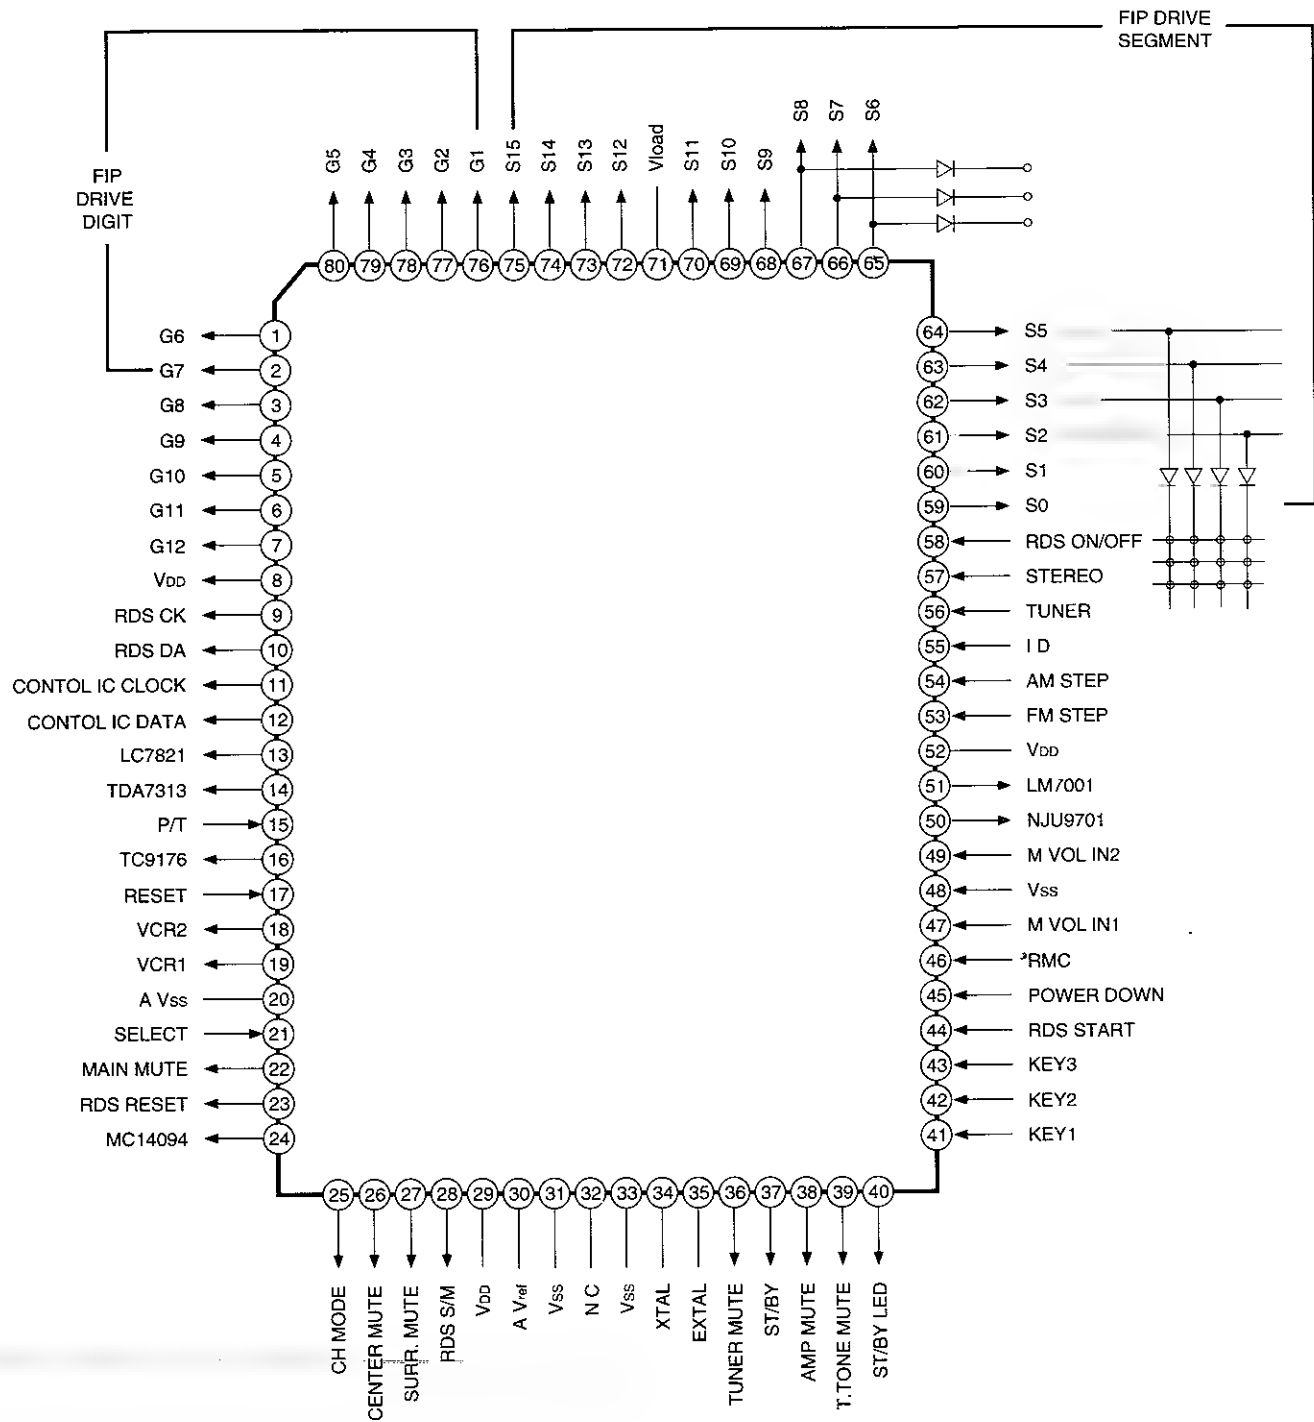 FIP DRIVE
SEGMENT
FIP
DRIVE
DIGIT
G5
G4
G3
G2
G1
S15
S14
S13
S12
Vload
S11
S10
S9
S8
S7
S6
80
79
78
77
76
75
74
73
72
71
70
69
68
67
66
65
G6 1
G7 2
G8 3
G9 4
G10 5
G11 6
G12 7
VDD 8
RDS CK 9
RDS DA 10
CONTOL IC CLOCK 11
CONTOL IC DATA 12
LC7821 13
TDA7313 14
P/T 15
TC9176 16
RESET 17
VCR2 18
VCR1 19
A Vss 20
SELECT 21
MAIN MUTE 22
RDS RESET 23
MC14094 24
64 S5
63 S4
62 S3
61 S2
60 S1
59 S0
58 RDS ON/OFF
57 STEREO
56 TUNER
55 I D
54 AM STEP
53 FM STEP
52 VDD
51 LM7001
50 NJU9701
49 M VOL IN2
48 Vss
47 M VOL IN1
46 RMC
45 POWER DOWN
44 RDS START
43 KEY3
42 KEY2
41 KEY1
25
26
27
28
29
30
31
32
33
34
35
36
37
38
39
40
CH MODE
CENTER MUTE
SURR. MUTE
RDS S/M
VDD
A Vref
Vss
N C
Vss
XTAL
EXTAL
TUNER MUTE
ST/BY
AMP MUTE
T.TONE MUTE
ST/BY LED